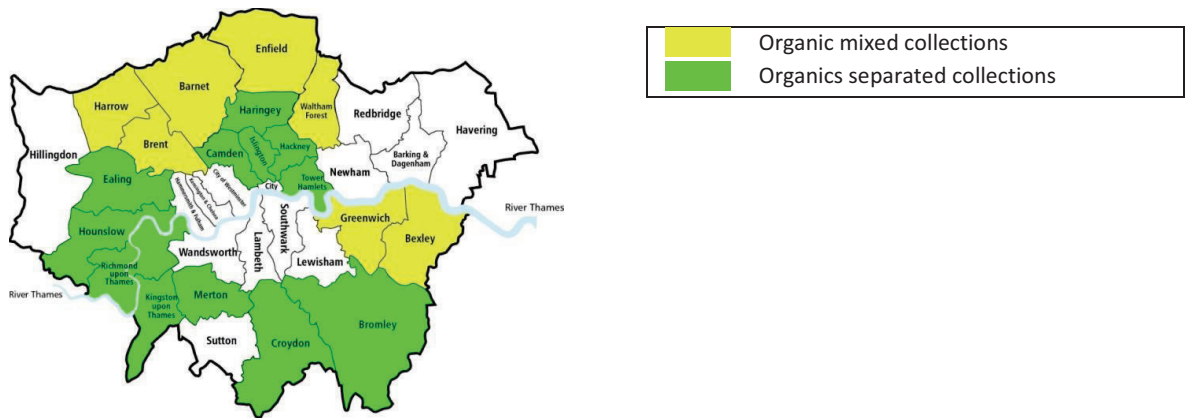 Organic mixed collections
Organics separated collections
Enfield
Barnet
Harrow
Haringey
Waltham
Forest
Redbridge
Havering
Brent
Hillingdon
Camden
Islington
Hackney
Barking &
Dagenham
Newham
Ealing
Tower
Hamlets
City of Westminster
Kensington & Chelsea
Hammersmith & Fulham
City
River Thames
Greenwich
Bexley
Hounslow
Southwark
Lambeth
Wandsworth
Lewisham
Richmond
upon
Thames
River Thames
Kingston
upon
Thames
Merton
Bromley
Sutton
Croydon